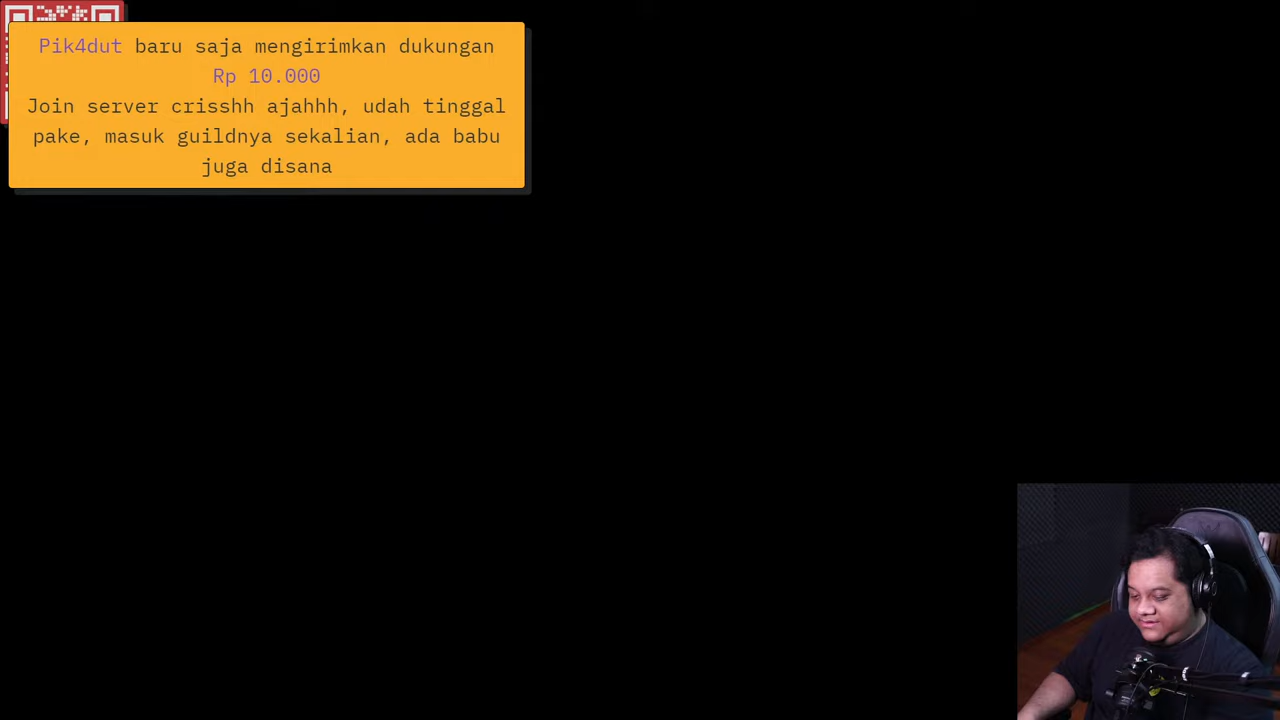 Pik4dut baru saja mengirimkan dukungan
Rp 10.000
Join server crisshh ajahhh, udah tinggal
pake, masuk guildnya sekalian, ada babu
juga disana